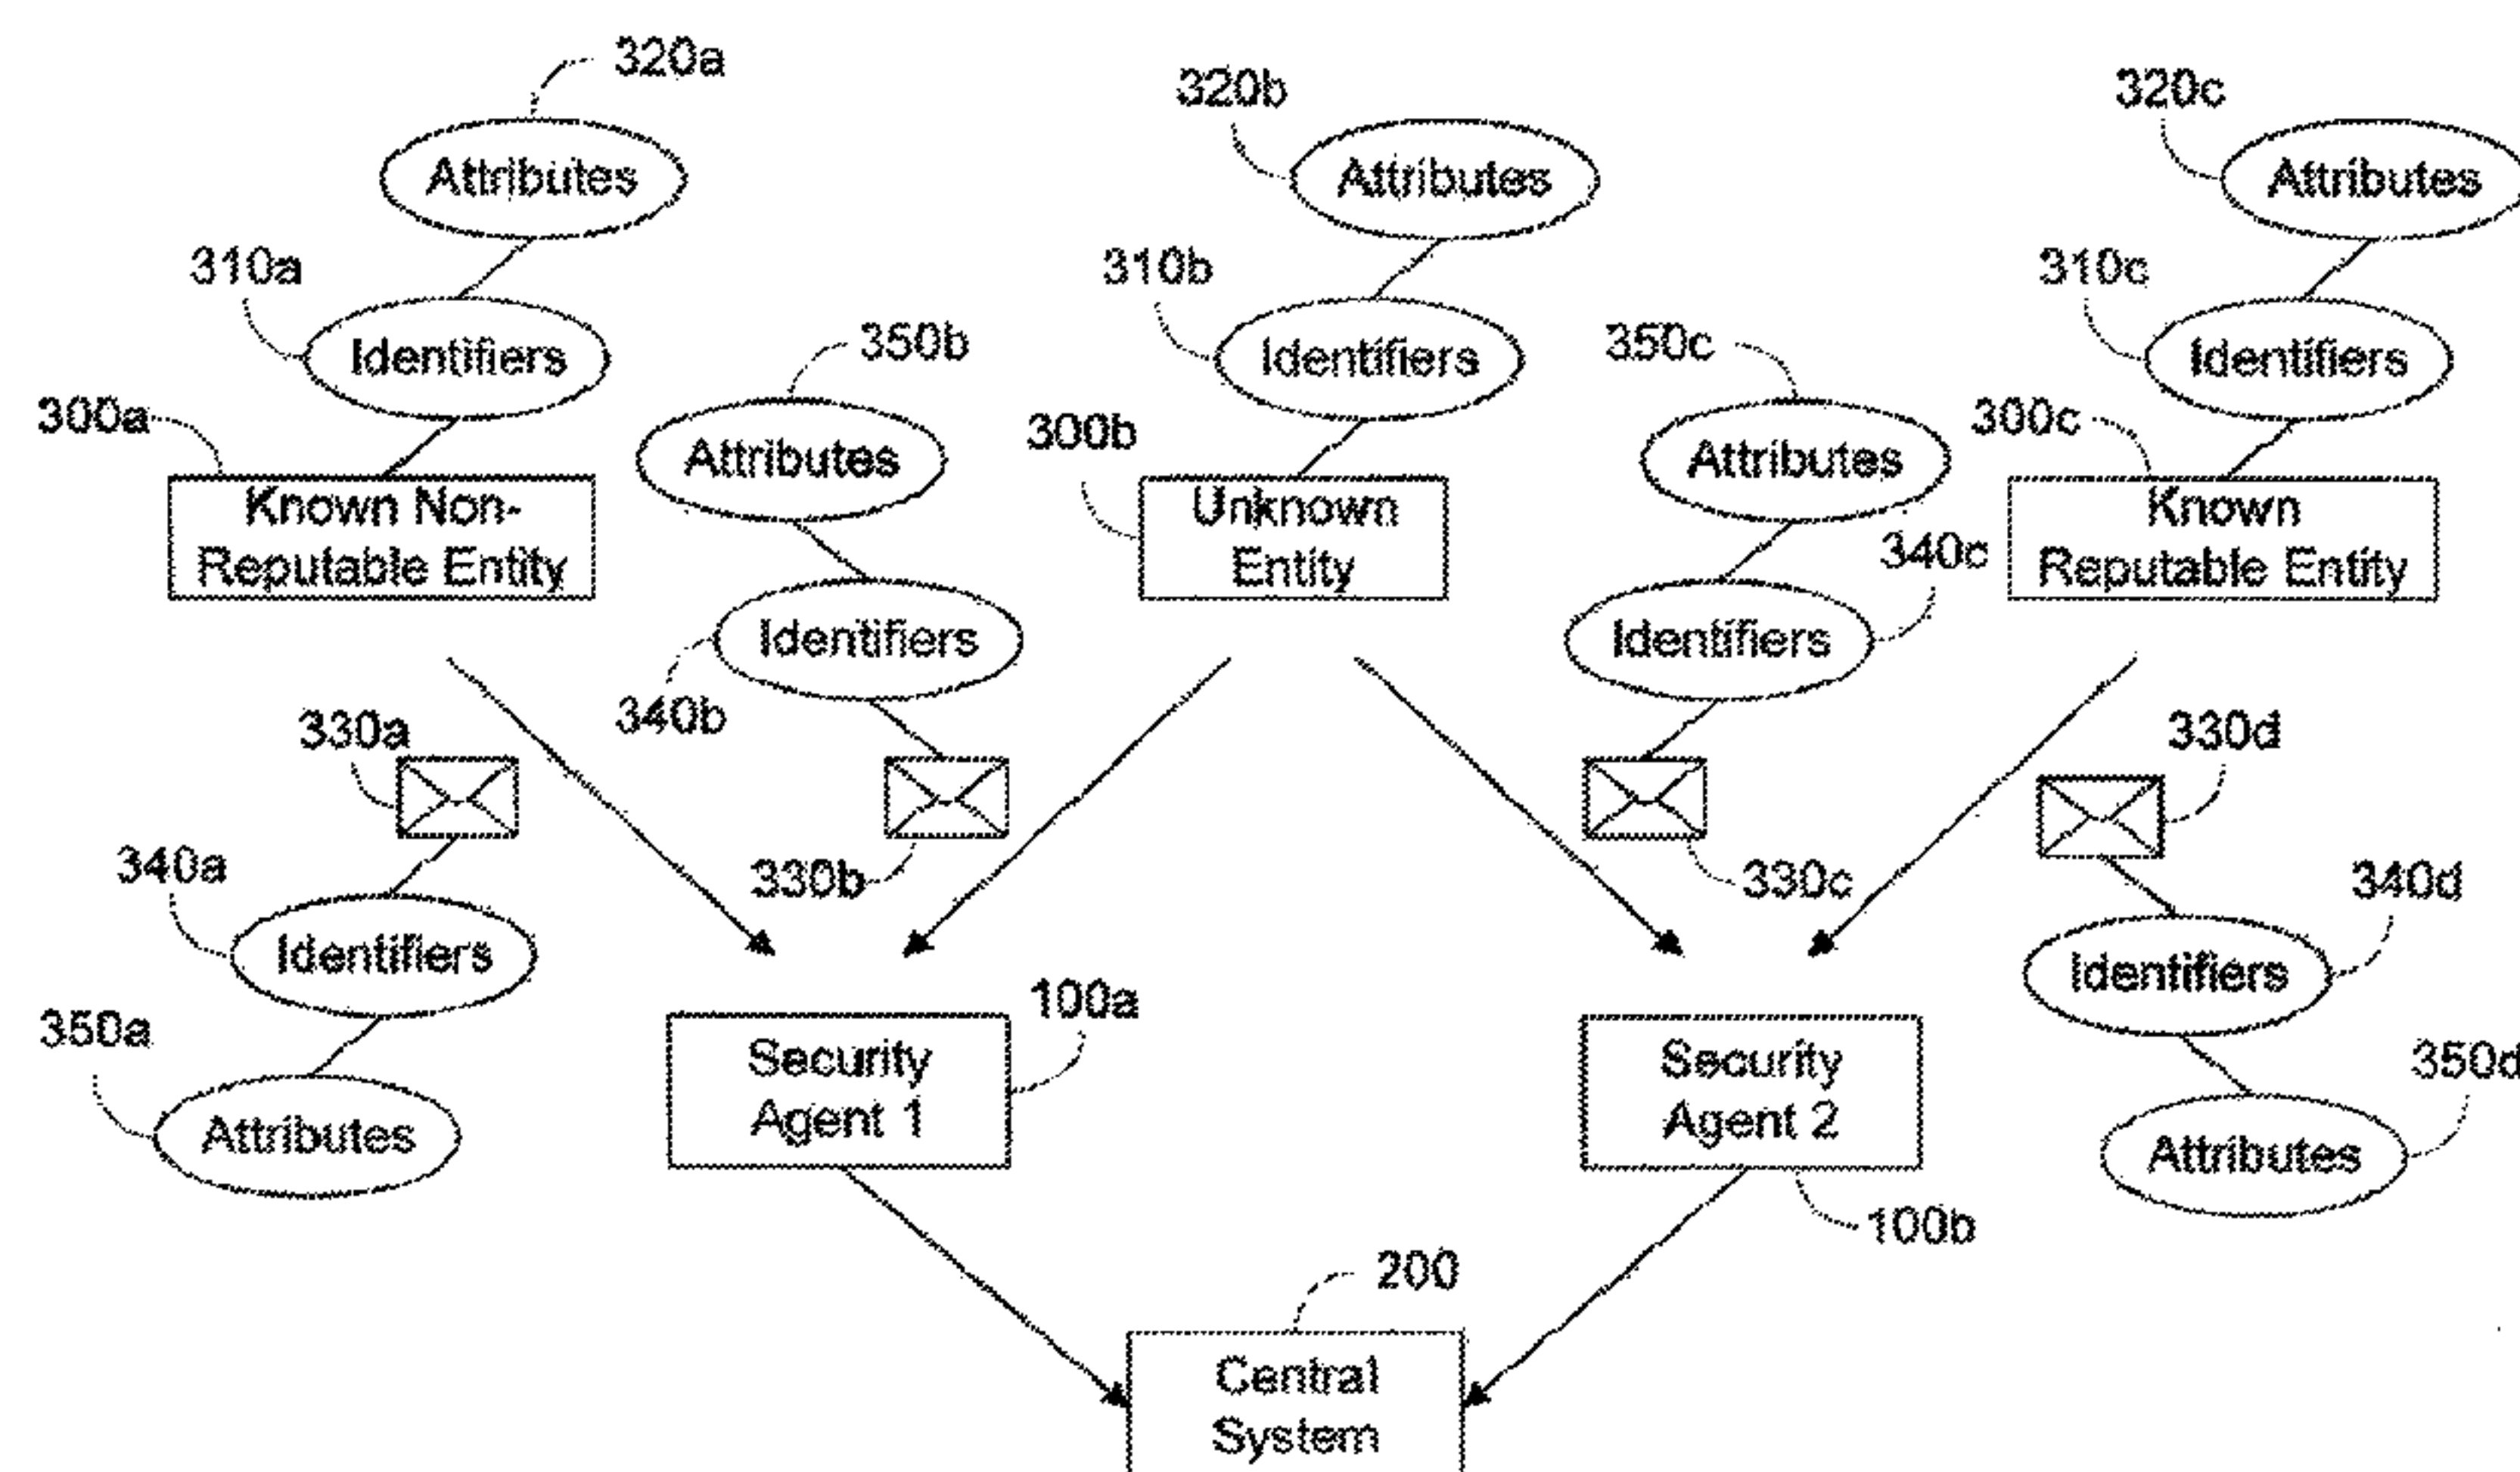 320a
320b
320c
Attributes
Attributes
Attributes
310a
310b
310c
Identifiers
350b
Identifiers
350c
Identifiers
300a
Attributes
300b
Attributes
300c
Known Non-
Reputable Entity
Unknown
Entity
Known
Reputable Entity
340c
Identifiers
Identifiers
340b
330a
330d
340a
330b
330c
340d
Identifiers
Identifiers
350a
100a
Security
Agent 1
Security
Agent 2
350d
Attributes
Attributes
100b
200
Central
System